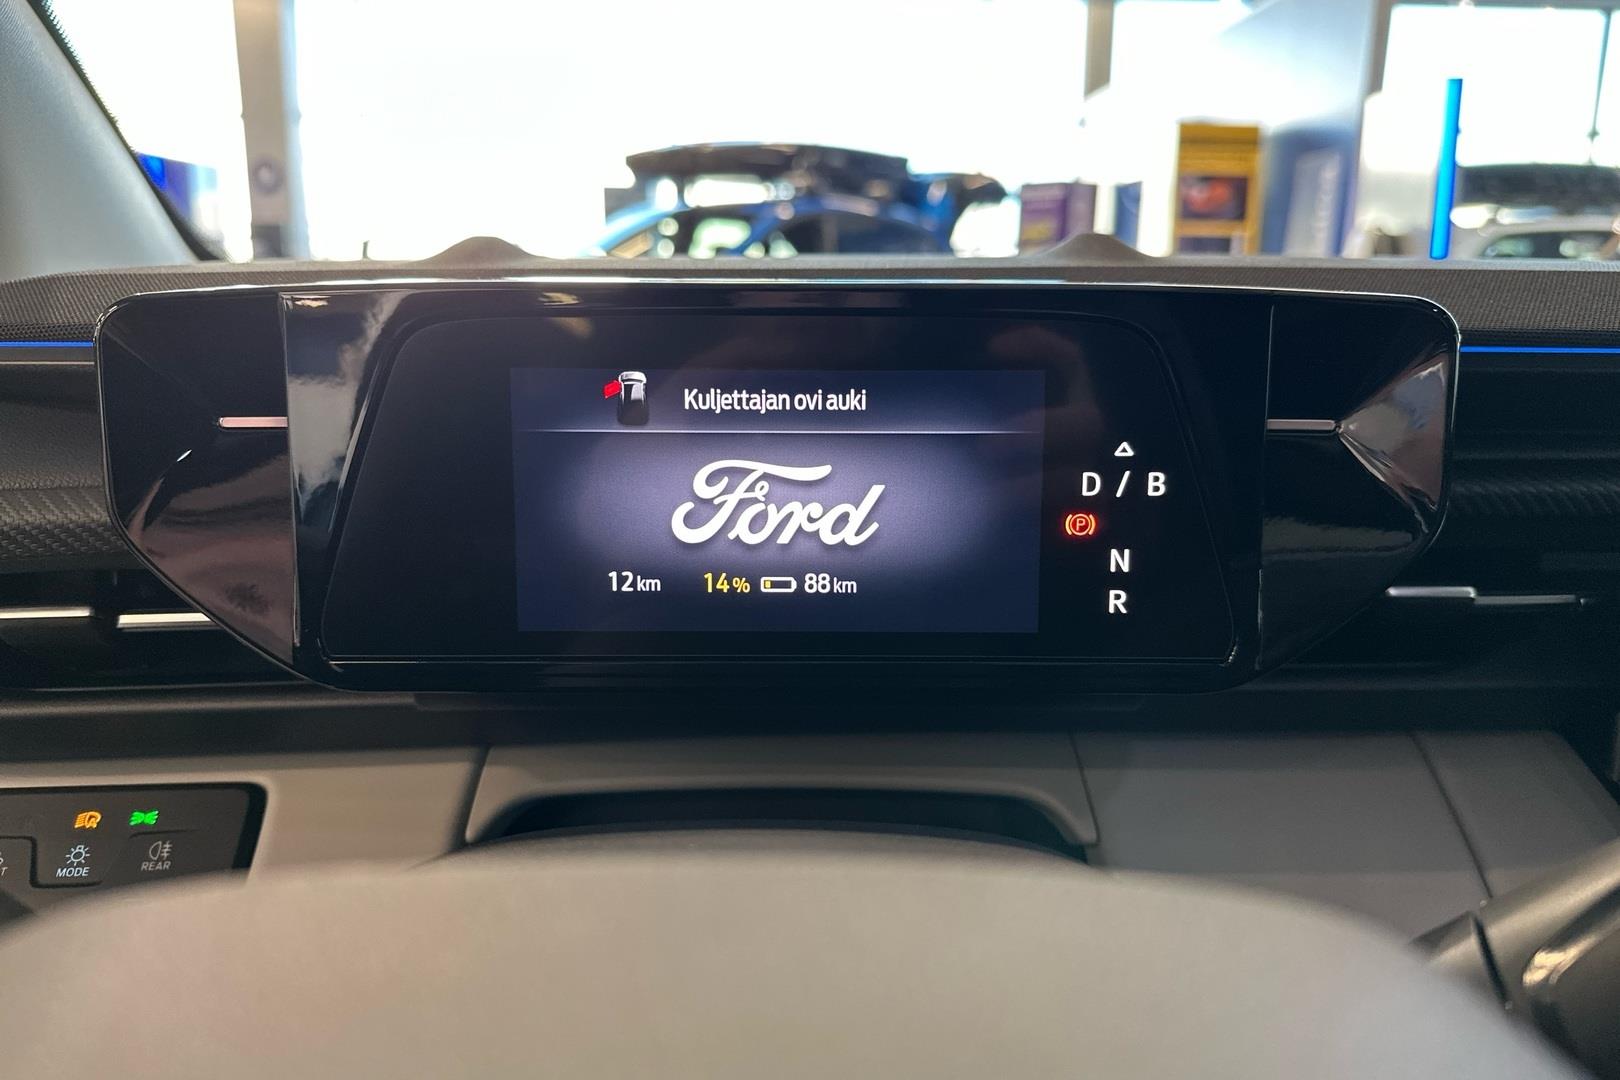 Kuljettajan ovi auki
Ford
12 km 14% 88 km
D / B
P
N
R
MODE
REAR